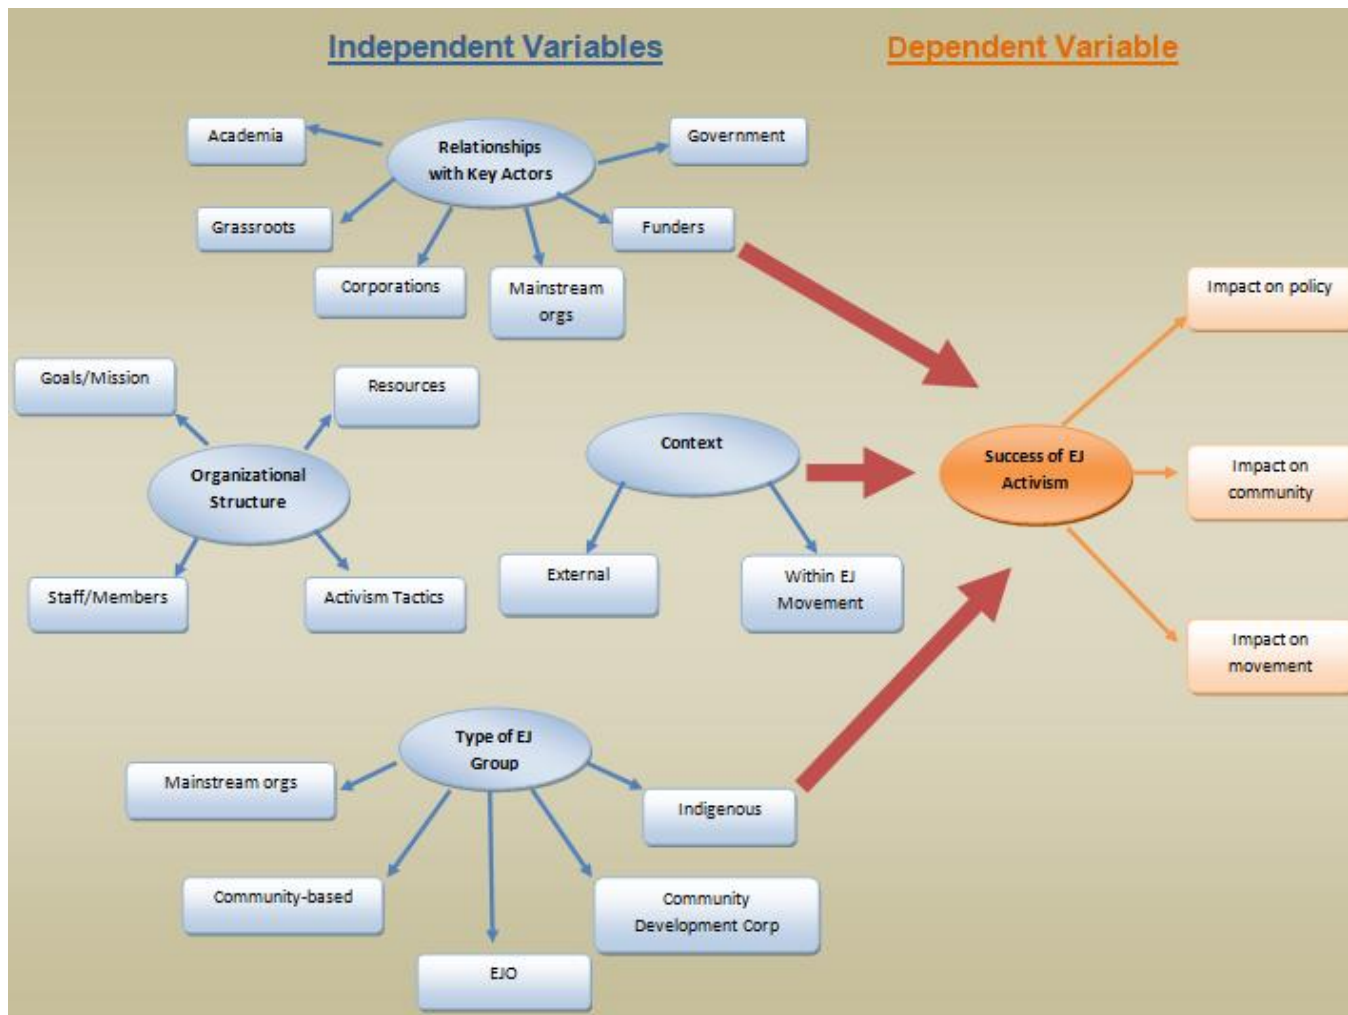 Independent Variables
Dependent Variable
Academia
Relationships
with Key Actors
Government
Grassroots
Funders
Corporations
Mainstream
orgs
Impact on policy
Goals/Mission
Resources
Context
Organizational
Structure
Success of EJ
Activism
Impact on
community
Staff/Members
Activism Tactics
External
Within EJ
Movement
Impact on
movement
Type of EJ
Group
Mainstream orgs
Indigenous
Community-based
Community
Development Corp
EJO